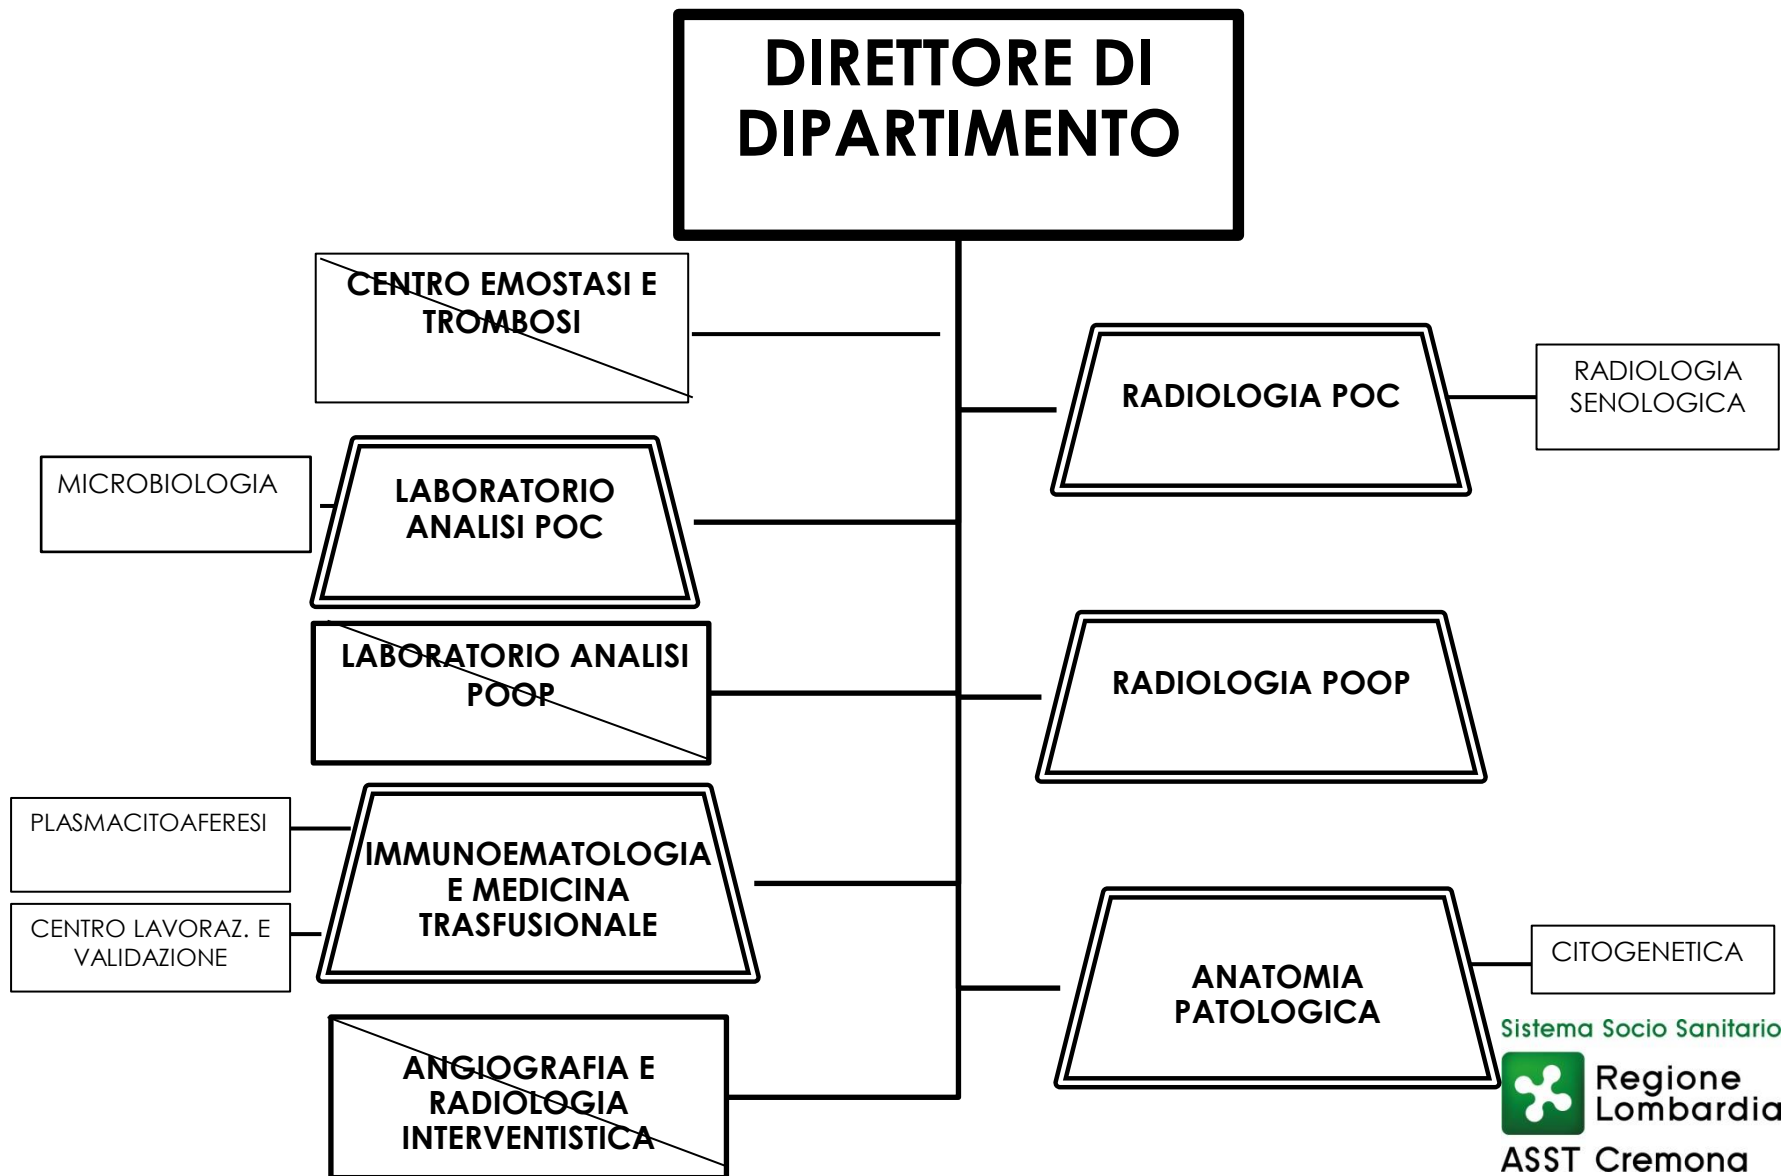 DIRETTORE DI
DIPARTIMENTO
CENTRO EMOSTASI E
TROMBOSI
RADIOLOGIA POC
RADIOLOGIA
SENOLOGICA
MICROBIOLOGIA
LABORATORIO
ANALISI POC
LABORATORIO ANALISI
POOP
RADIOLOGIA POOP
PLASMACITOAFERESI
IMMUNOEMATOLOGIA
E MEDICINA
TRASFUSIONALE
CENTRO LAVORAZ. E
VALIDAZIONE
ANATOMIA
PATOLOGICA
CITOGENETICA
ANGIOGRAFIA E
RADIOLOGIA
INTERVENTISTICA
Sistema Socio Sanitario
Regione
Lombardia
ASST Cremona